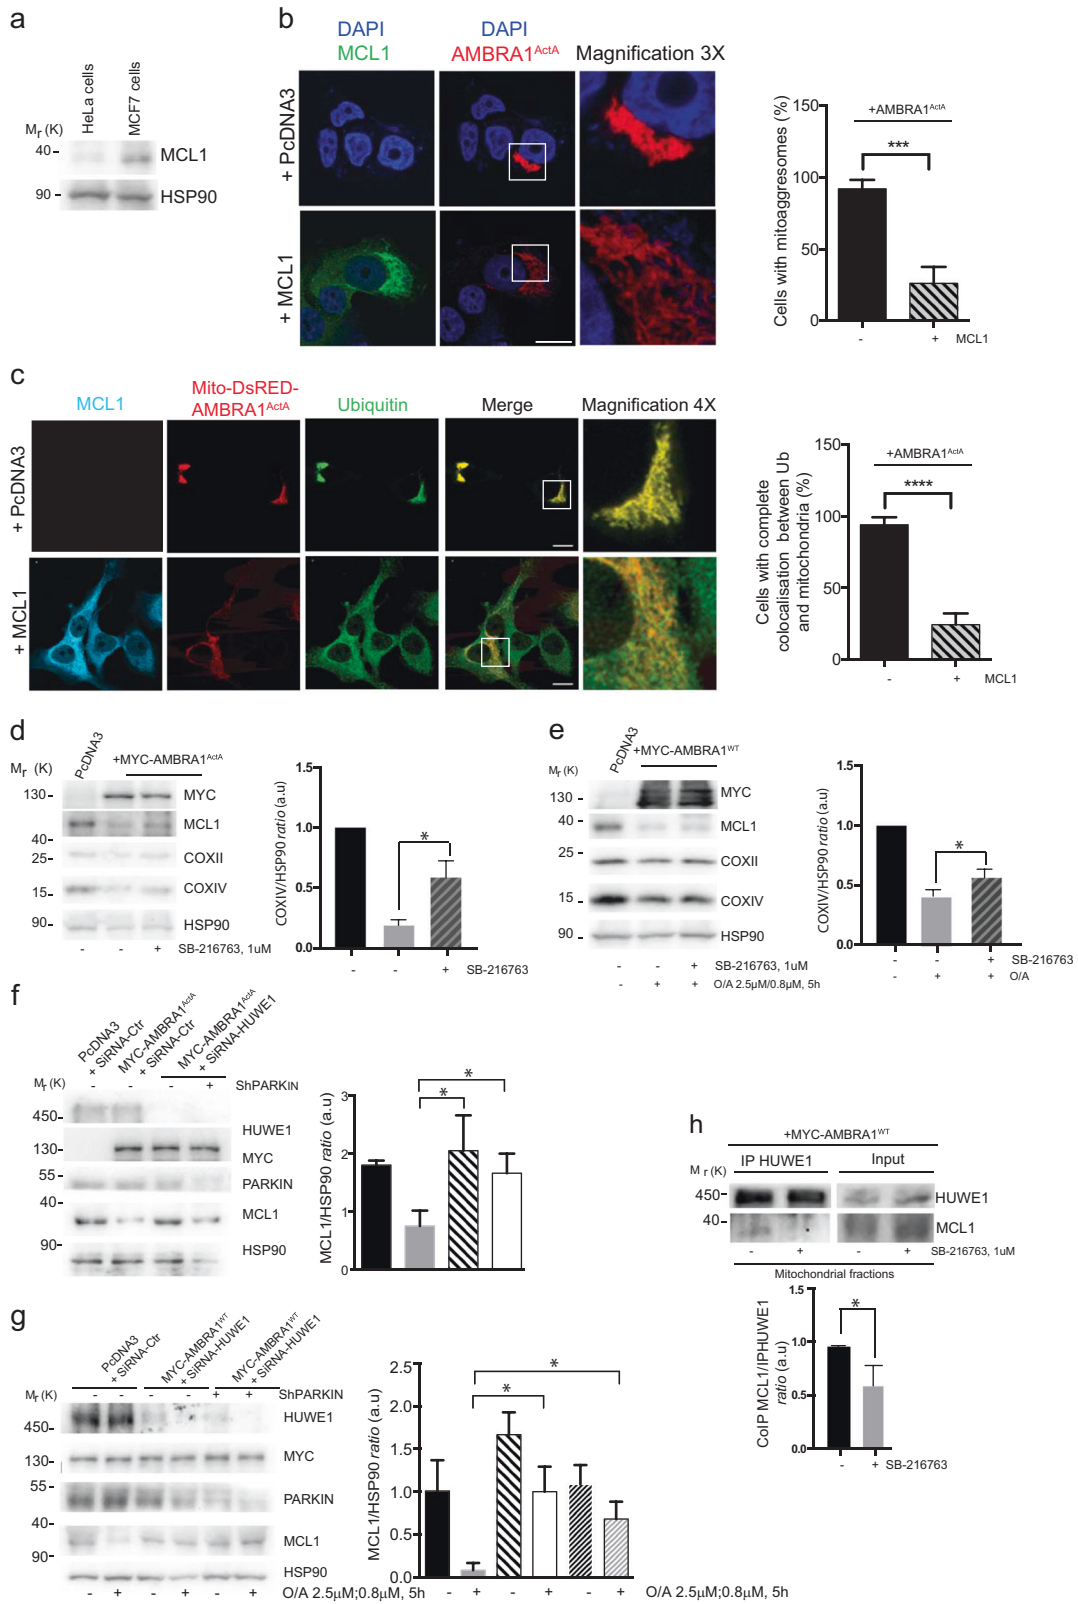 a
HeLa cells
MCF7 cells
Mr (K)
40
MCL1
90
HSP90
b
DAPI
MCL1
DAPI
AMBRA1ActA
Magnification 3X
+ PcDNA3
+ MCL1
Cells with mitoaggresomes (%)
150
100
50
0
+AMBRA1ActA
***
-
+
MCL1
c
MCL1
Mito-DsRED-
AMBRA1ActA
Ubiquitin
Merge
Magnification 4X
+ PcDNA3
+ MCL1
Cells with complete
colocalisation between Ub
and mitochondria (%)
150
100
50
0
+AMBRA1ActA
****
-
+
MCL1
d
PcDNA3
+MYC-AMBRA1ActA
Mr (K)
130
MYC
MCL1
40
25
COXII
15
COXIV
90
HSP90
- - +
SB-216763, 1uM
COXIV/HSP90 ratio (a.u)
1.5
1.0
0.5
0.0
*
- - +
SB-216763
e
PcDNA3
+MYC-AMBRA1WT
Mr (K)
130
MYC
40
MCL1
25
COXII
15
COXIV
90
HSP90
- - +
SB-216763, 1uM
- + +
O/A 2.5µM/0.8µM, 5h
COXIV/HSP90 ratio (a.u)
1.5
1.0
0.5
0.0
*
- - +
SB-216763
- + +
O/A
f
PcDNA3
+ SiRNA-Ctr
MYC-AMBRA1ActA
+ SiRNA-Ctr
MYC-AMBRA1ActA
+ SiRNA-HUWE1
Mr (K)
- - - +
ShPARKIN
450
HUWE1
130
MYC
55
PARKIN
40
MCL1
90
HSP90
MCL1/HSP90 ratio (a.u)
3
2
1
0
*
*
g
PcDNA3
+ SiRNA-Ctr
MYC-AMBRA1WT
+ SiRNA-HUWE1
MYC-AMBRA1WT
+ SiRNA-HUWE1
Mr (K)
- - - - + +
ShPARKIN
HUWE1
450
MYC
130
55
PARKIN
40
MCL1
90
HSP90
- + - + - +
O/A 2.5µM;0.8µM, 5h
MCL1/HSP90 ratio (a.u)
2.5
2.0
1.5
1.0
0.5
0.0
*
*
- + - + - +
O/A 2.5µM;0.8µM, 5h
h
+MYC-AMBRA1WT
IP HUWE1
Input
Mr (K)
450
HUWE1
40
MCL1
- + - +
SB-216763, 1uM
Mitochondrial fractions
CoIP MCL1/IPHUWE1
ratio (a.u)
1.5
1.0
0.5
0.0
*
- +
SB-216763